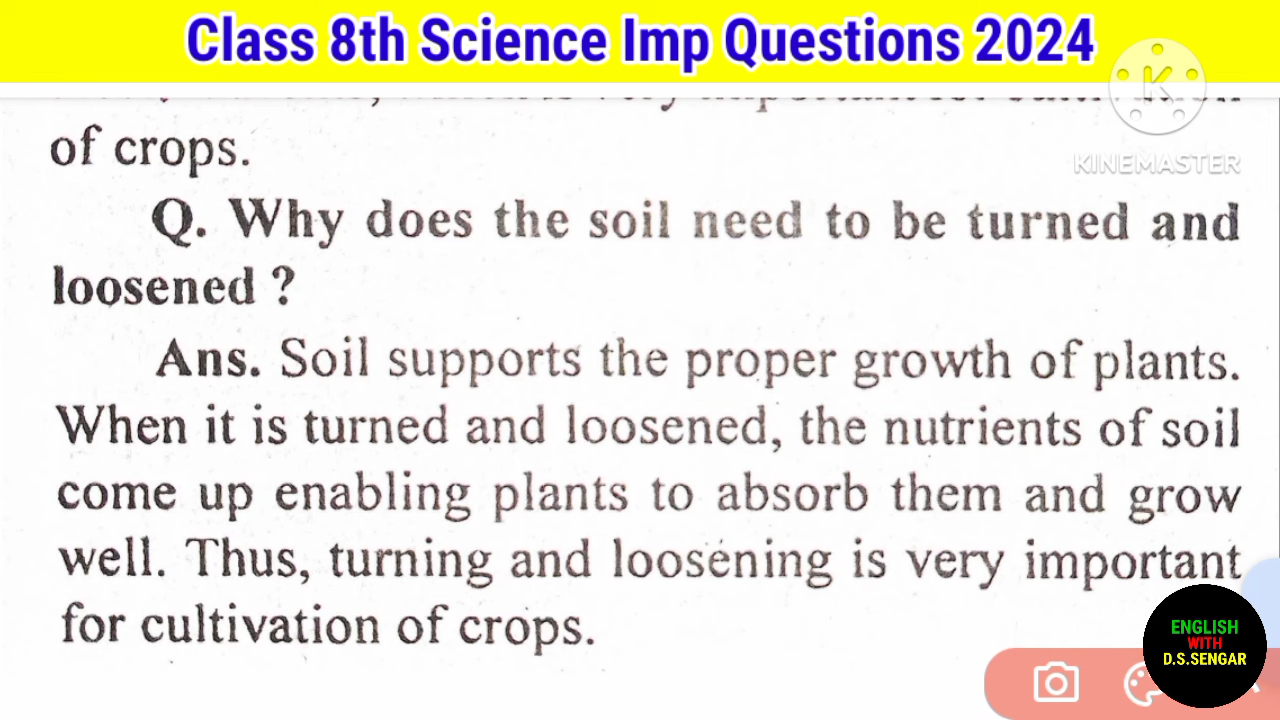 Class 8th Science Imp Questions 2024
KINEMASTER
of crops.
Q. Why does the soil need to be turned and
loosened ?
Ans. Soil supports the proper growth of plants.
When it is turned and loosened, the nutrients of soil
come up enabling plants to absorb them and grow
well. Thus, turning and loosening is very important
for cultivation of crops.
ENGLISH
WITH
D.S.SENGAR